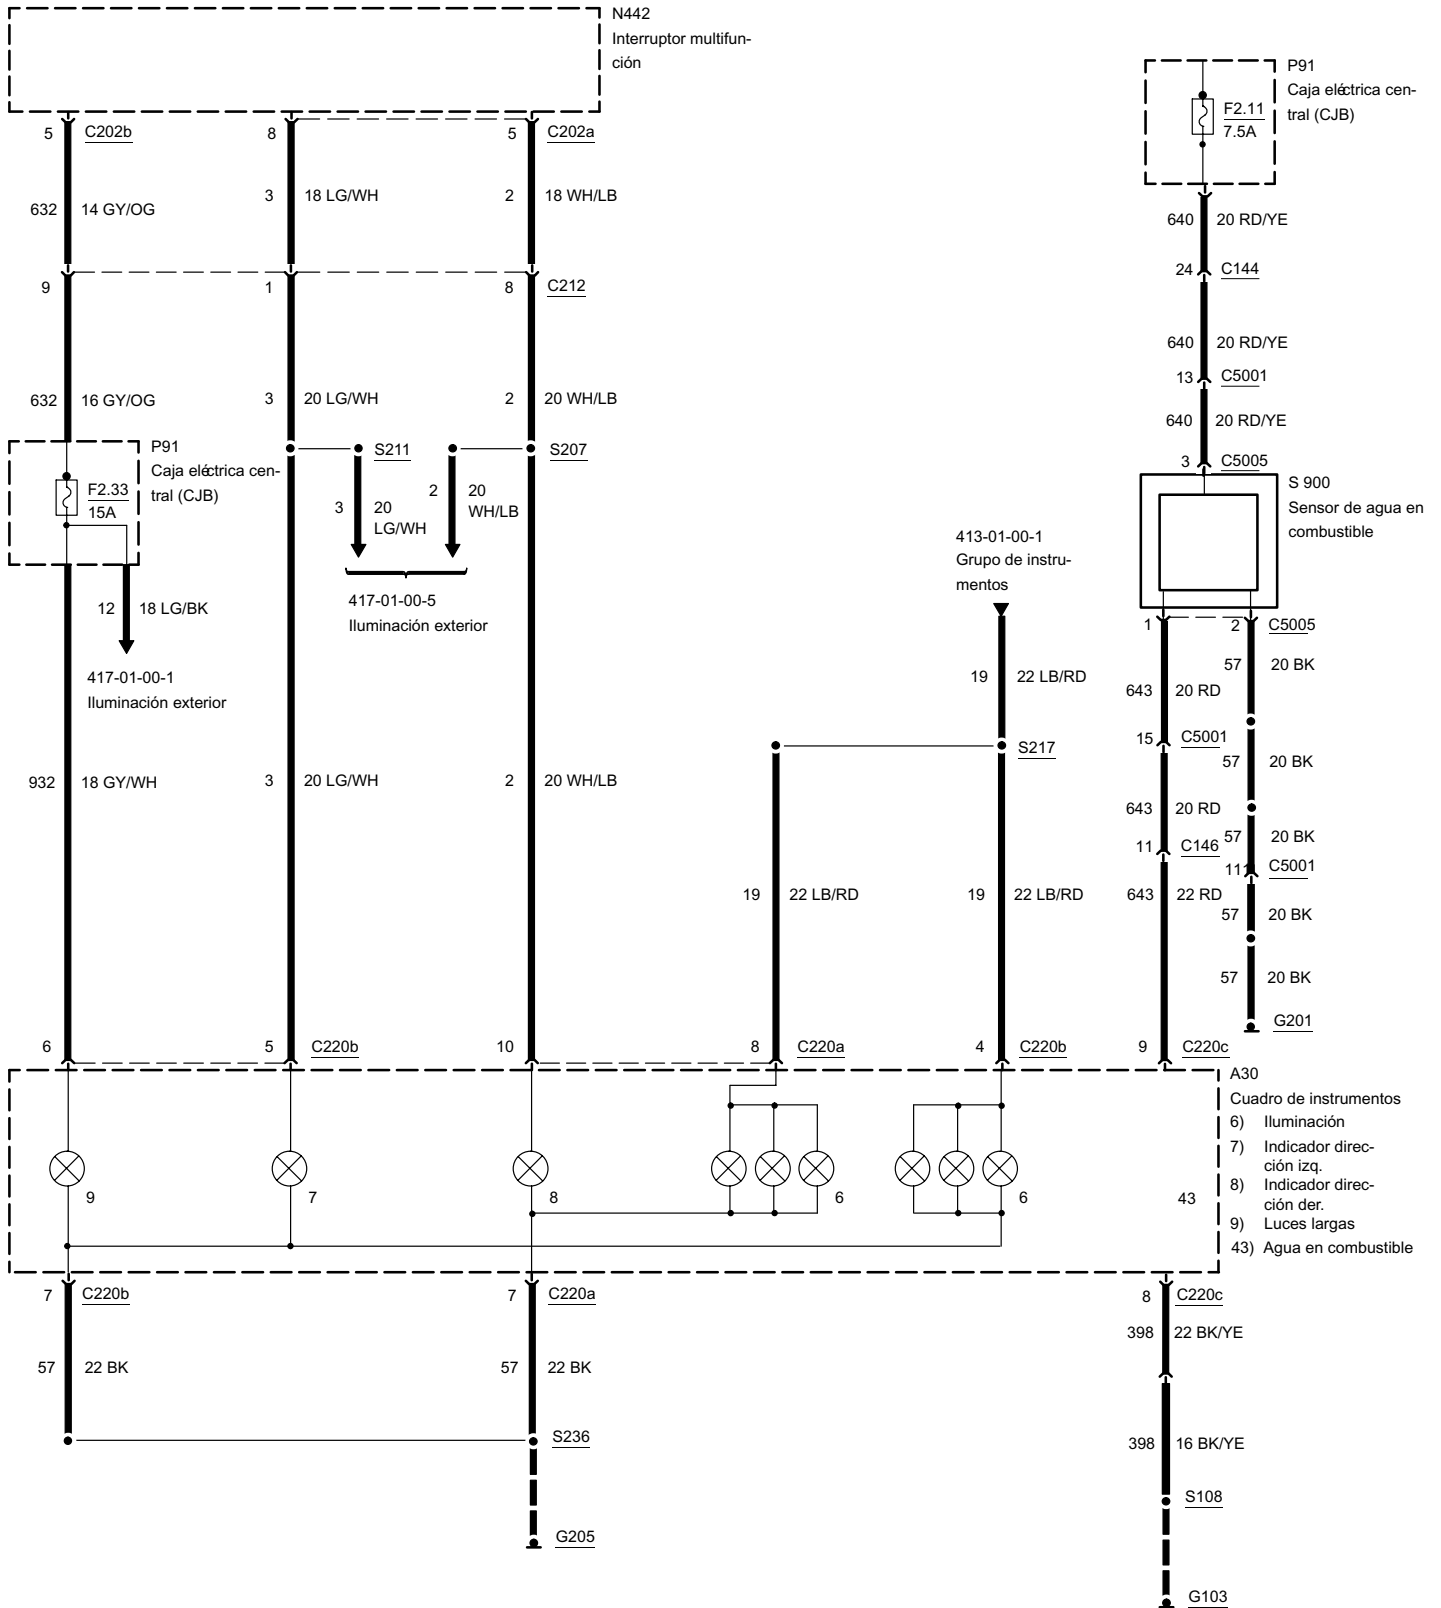 N442
Interruptor multifun-
ción
P91
Caja eléctrica cen-
tral (CJB)
F2.11
7.5A
5 C202b
8
5 C202a
632 14 GY/OG
3 18 LG/WH
2 18 WH/LB
640 20 RD/YE
24 C144
9
1
8 C212
640 20 RD/YE
13 C5001
632 16 GY/OG
3 20 LG/WH
2 20 WH/LB
640 20 RD/YE
P91
Caja eléctrica cen-
tral (CJB)
F2.33
15A
S211
S207
3 C5005
S 900
Sensor de agua en
combustible
3 20
LG/WH
2 20
WH/LB
413-01-00-1
Grupo de instru-
mentos
12 18 LG/BK
417-01-00-5
Iluminación exterior
417-01-00-1
Iluminación exterior
1
2 C5005
57 20 BK
19 22 LB/RD
643 20 RD
S217
15 C5001
57 20 BK
932 18 GY/WH
3 20 LG/WH
2 20 WH/LB
643 20 RD
57 20 BK
11 C146
11 C5001
19 22 LB/RD
19 22 LB/RD
643 22 RD
57 20 BK
57 20 BK
G201
6
5 C220b
10
8 C220a
4 C220b
9 C220c
A30
Cuadro de instrumentos
6) Iluminación
7) Indicador direc-
ción izq.
8) Indicador direc-
ción der.
9) Luces largas
43) Agua en combustible
9
7
8
6
6
43
7 C220b
7 C220a
8 C220c
398 22 BK/YE
57 22 BK
57 22 BK
S236
398 16 BK/YE
S108
G205
G103